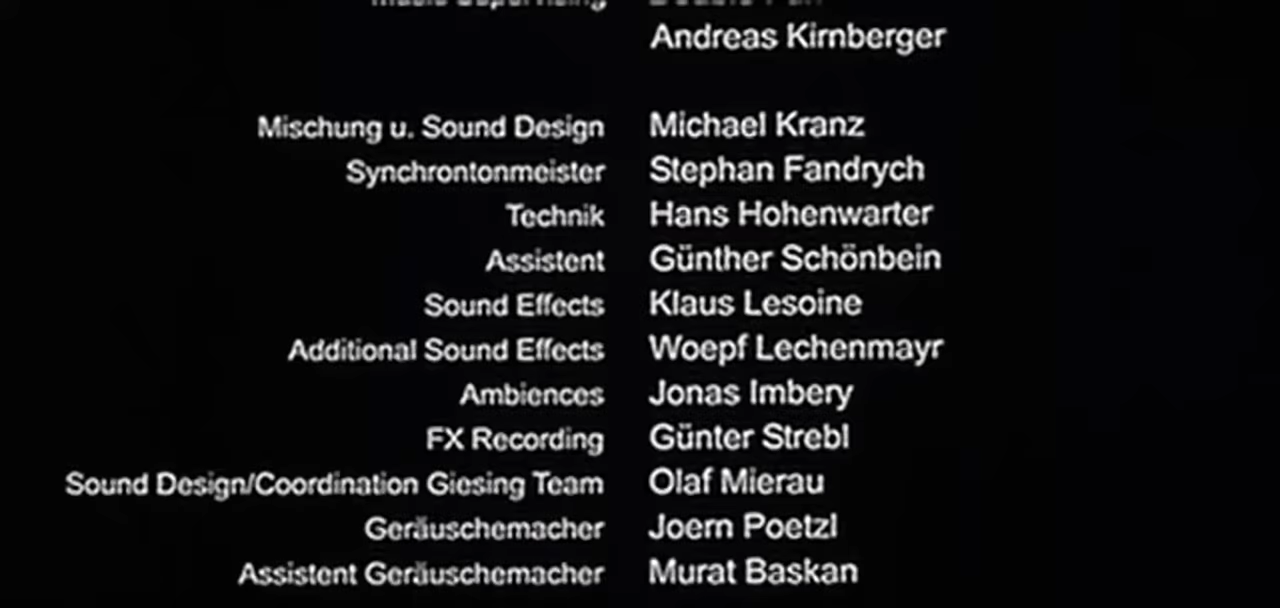 Andreas Kirnberger
Mischung u. Sound Design Michael Kranz
Synchrontonmeister Stephan Fandrych
Technik Hans Hohenwarter
Assistent Günther Schönbein
Sound Effects Klaus Lesoine
Additional Sound Effects Woepf Lechenmayr
Ambiences Jonas Imbery
FX Recording Günter Strebl
Sound Design/Coordination Giesing Team Olaf Mierau
Geräuschemacher Joern Poetzl
Assistent Geräuschemacher Murat Baskan